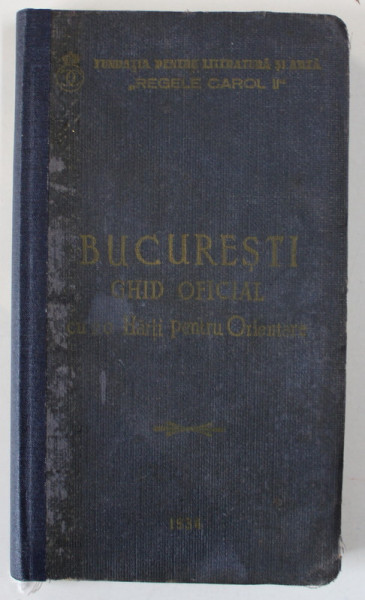 FUNDAȚIA PENTRU LITERATURĂ ȘI ARTĂ
„REGELE CAROL II"
BUCUREȘTI
GHID OFICIAL
cu 20 Hărți pentru Orientare
1934